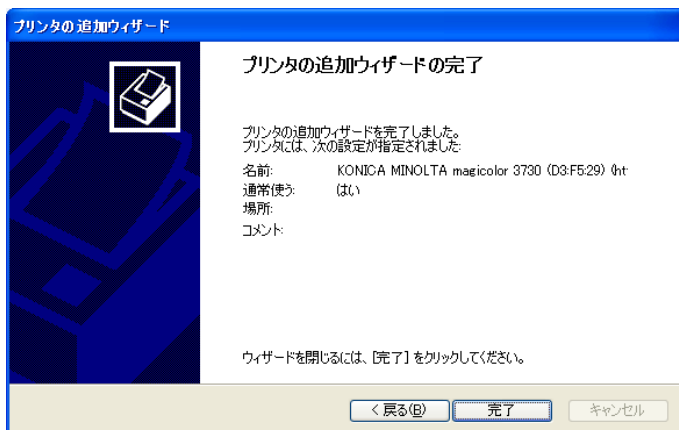 プリンタの追加ウィザード
プリンタの追加ウィザードの完了
プリンタの追加ウィザードを完了しました。
プリンタには、次の設定が指定されました:
名前: KONICA MINOLTA magicolor 3730 (D3:F5:29) (ht
通常使う: はい
場所:
コメント:
ウィザードを閉じるには、[完了] をクリックしてください。
< 戻る(B) 完了 キャンセル